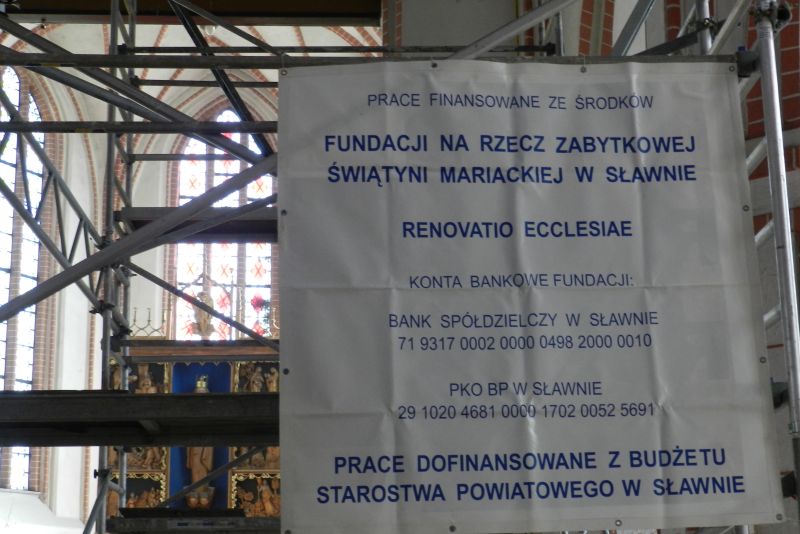 PRACE FINANSOWANE ZE ŚRODKÓW
FUNDACJI NA RZECZ ZABYTKOWEJ
ŚWIĄTYNI MARIACKIEJ W SŁAWNIE
RENOVATIO ECCLESIAE
KONTA BANKOWE FUNDACJI:
BANK SPÓŁDZIELCZY W SŁAWNIE
71 9317 0002 0000 0498 2000 0010
PKO BP W SŁAWNIE
29 1020 4681 0000 1702 0052 5691
PRACE DOFINANSOWANE Z BUDŻETU
STAROSTWA POWIATOWEGO W SŁAWNIE